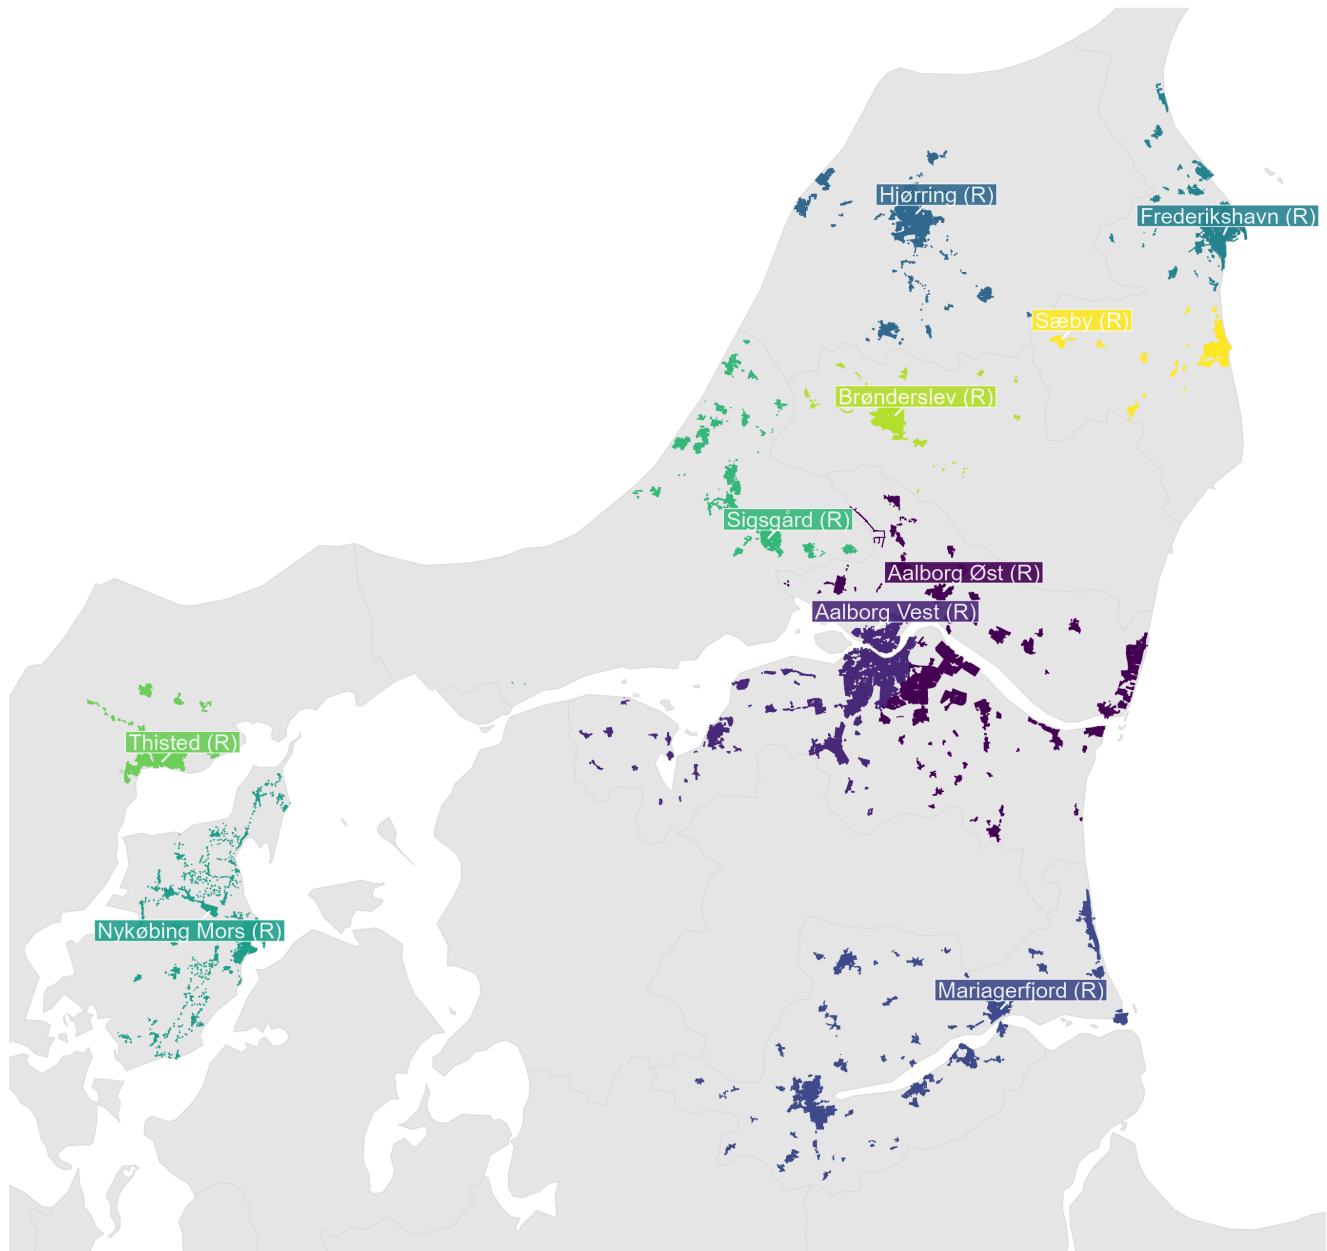 Hjørring (R)
Frederikshavn (R)
Sæby (R)
Brønderslev (R)
Sigsgård (R)
Aalborg Øst (R)
Aalborg Vest (R)
Thisted (R)
Nykøbing Mors (R)
Mariagerfjord (R)